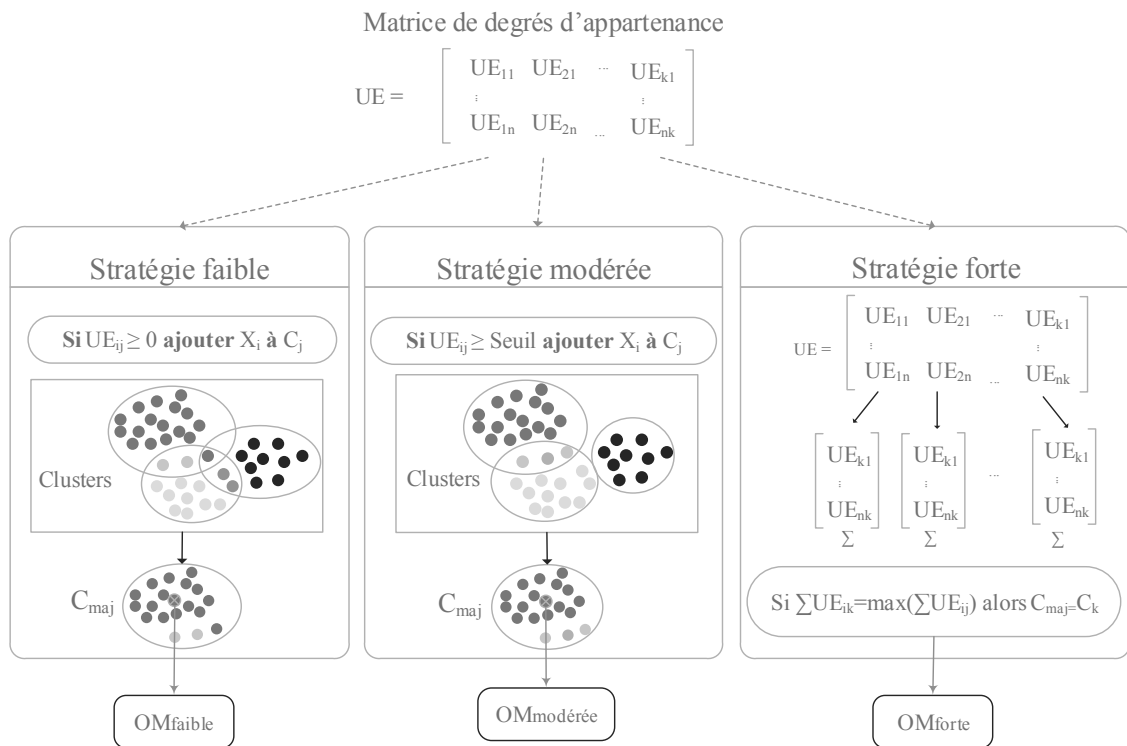 Matrice de degrés d'appartenance
UE₁₁ UE₂₁ ... UEₖ₁
UE =
⋮ ⋮
UE₁ₙ UE₂ₙ ... UEₙₖ
Stratégie faible
Si UEᵢⱼ ≥ 0 ajouter Xᵢ à Cⱼ
Clusters
Cmaj
OMfaible
Stratégie modérée
Si UEᵢⱼ ≥ Seuil ajouter Xᵢ à Cⱼ
Clusters
Cmaj
OMmodérée
Stratégie forte
UE₁₁ UE₂₁ ... UEₖ₁
UE =
⋮ ⋮
UE₁ₙ UE₂ₙ ... UEₙₖ
UEₖ₁ UEₖ₁ UEₖ₁
⋮ ⋮ ... ⋮
UEₙₖ UEₙₖ UEₙₖ
∑ ∑ ∑
Si ∑UEᵢₖ=max(∑UEᵢⱼ) alors Cmaj=Cₖ
OMforte